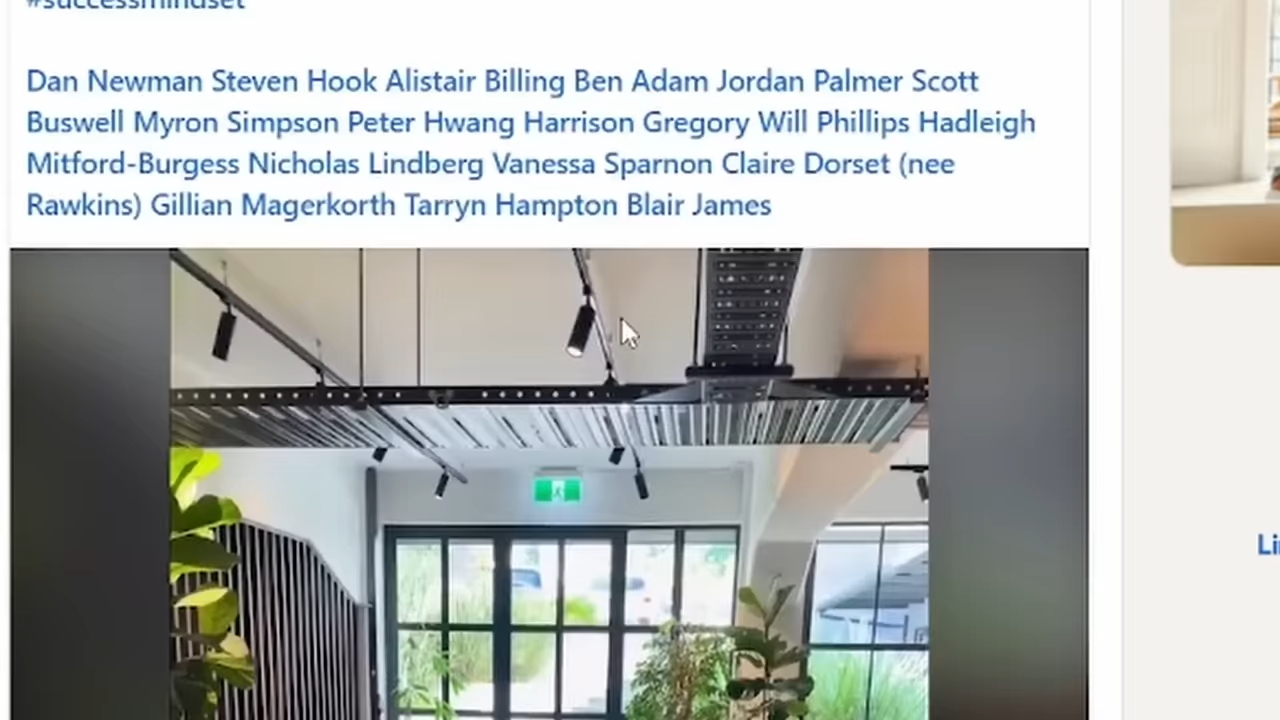 #successmindset
Dan Newman Steven Hook Alistair Billing Ben Adam Jordan Palmer Scott
Buswell Myron Simpson Peter Hwang Harrison Gregory Will Phillips Hadleigh
Mitford-Burgess Nicholas Lindberg Vanessa Sparnon Claire Dorset (nee
Rawkins) Gillian Magerkorth Tarryn Hampton Blair James